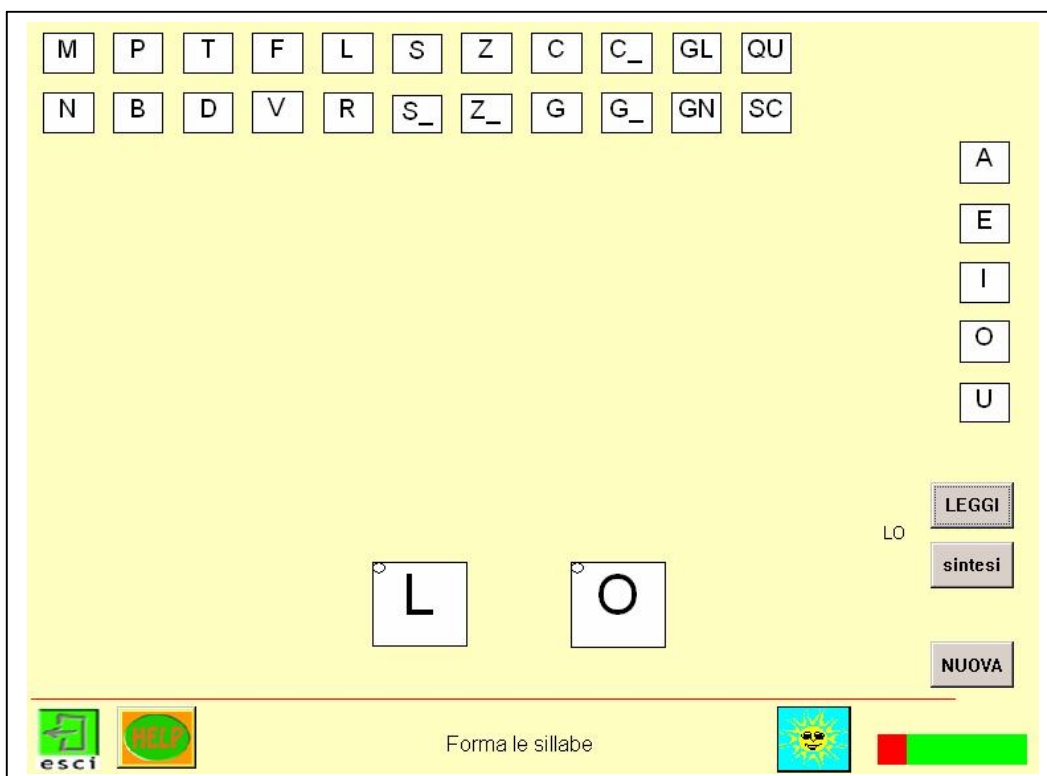 M P T F L S Z C C_ GL QU
N B D V R S_ Z_ G G_ GN SC
A
E
I
O
U
LEGGI
LO
sintesi
L O
NUOVA
esci HELP Forma le sillabe